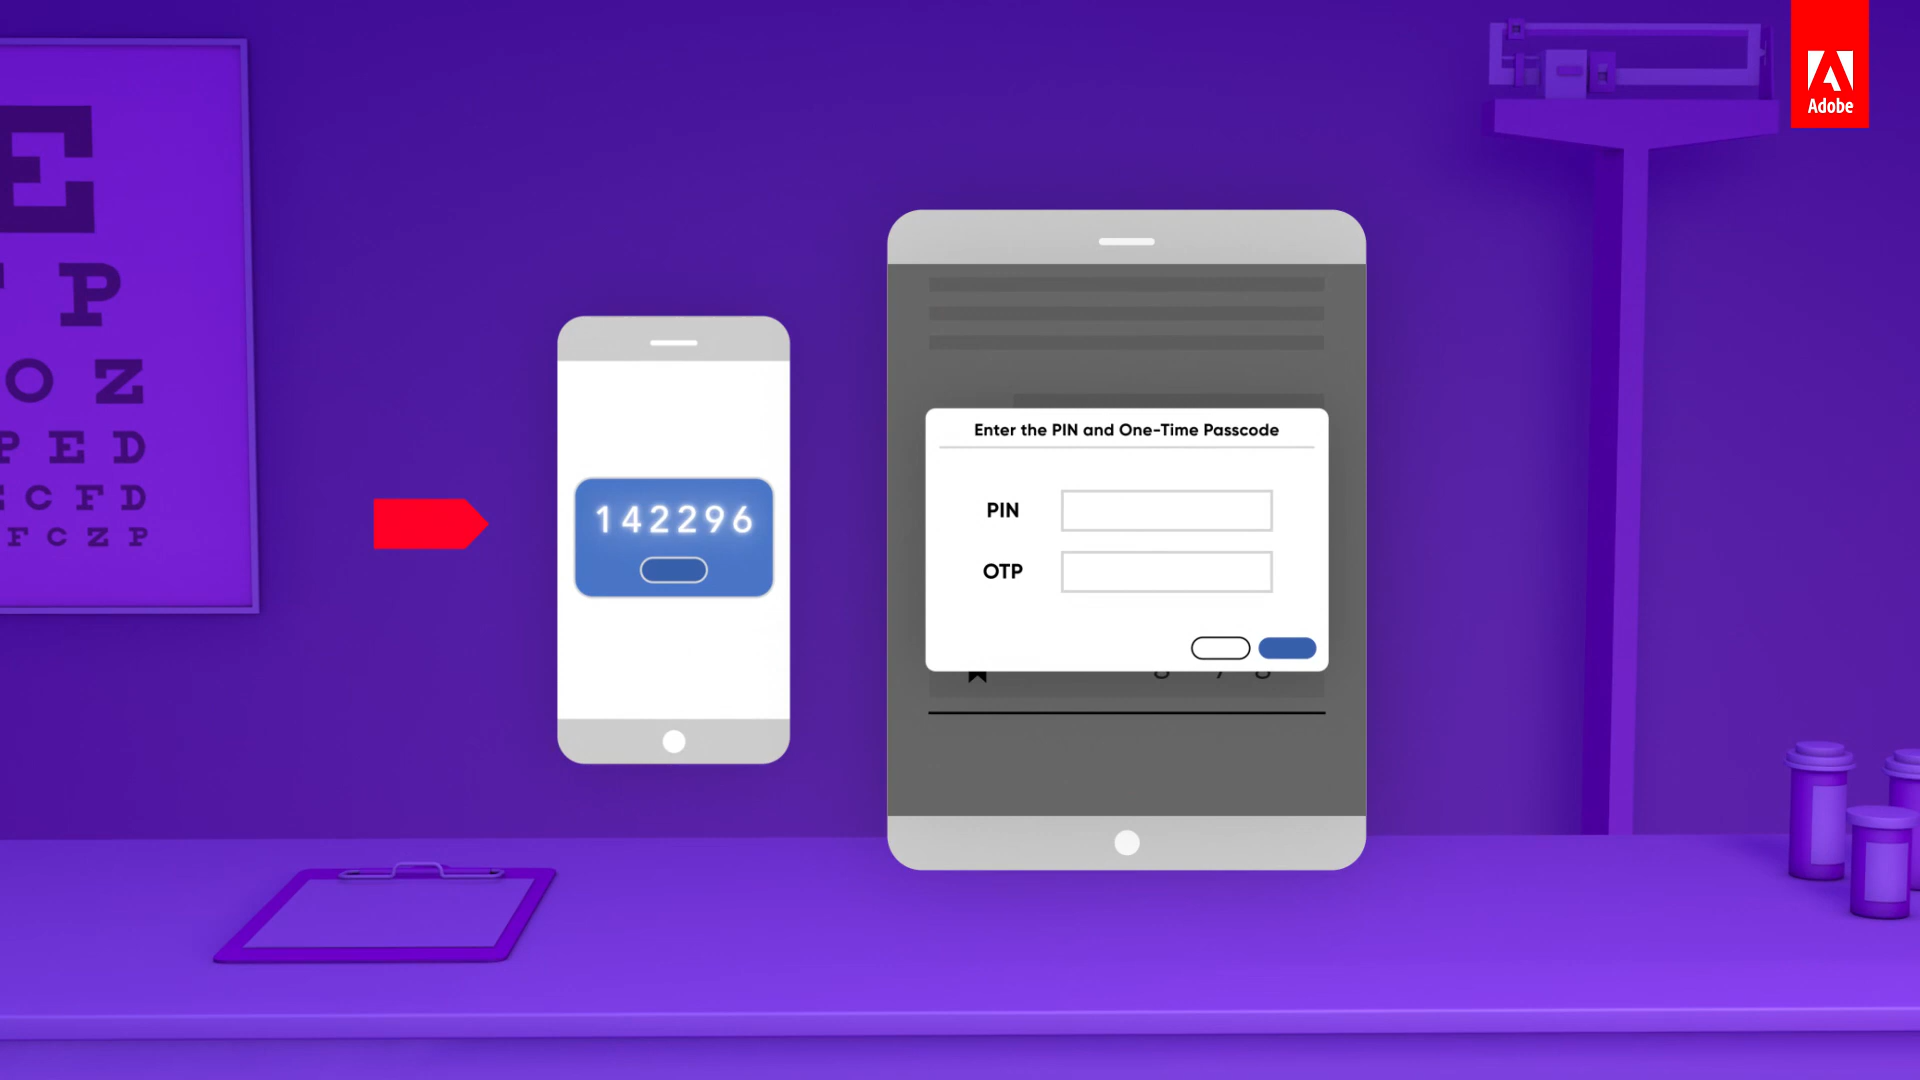 E
P
O Z
P E D
C F D
F C Z P
142296
Enter the PIN and One-Time Passcode
PIN
OTP
Adobe